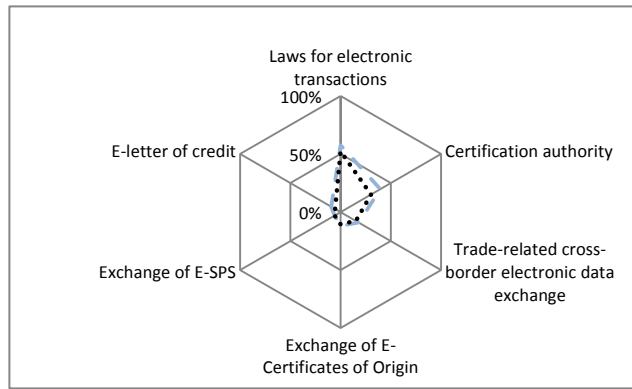 Laws for electronic
transactions
100%
50%
0%
E-letter of credit
Certification authority
Exchange of E-SPS
Trade-related cross-
border electronic data
exchange
Exchange of E-
Certificates of Origin